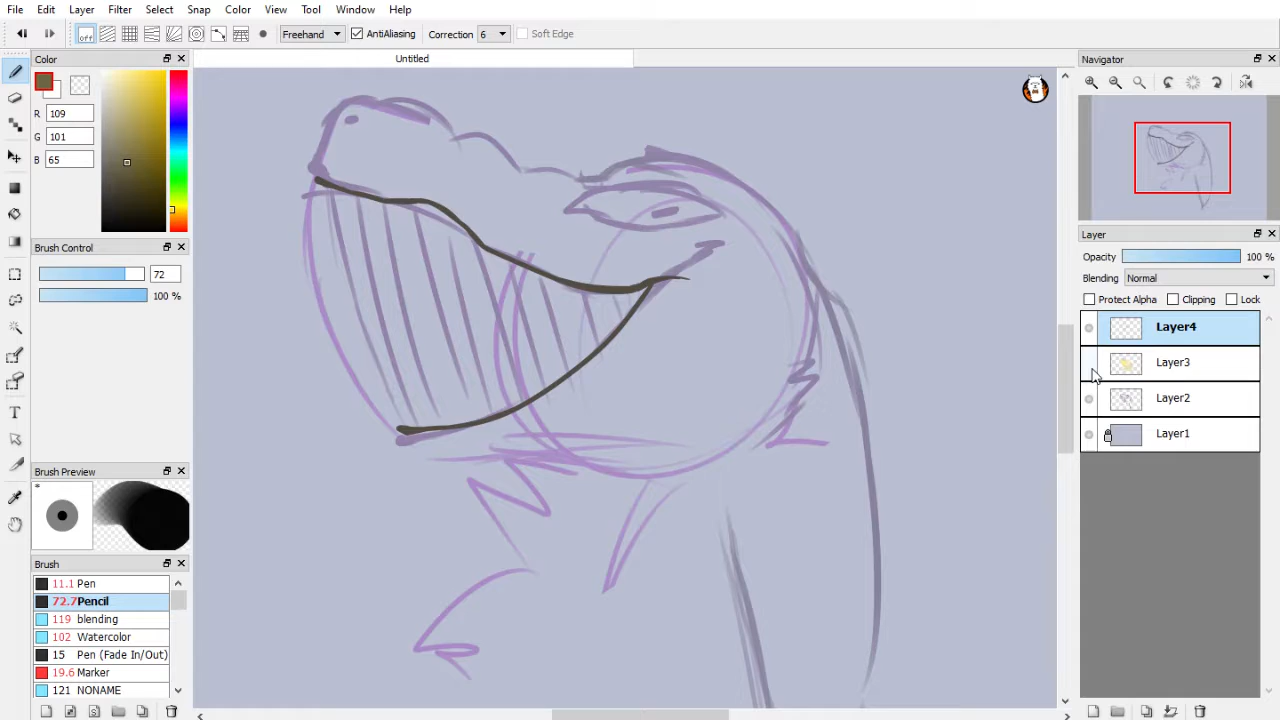 File Edit Layer Filter Select Snap Color View Tool Window Help
off Freehand AntiAliasing Correction 6 Soft Edge
Color
R 109
G 101
B 65
Brush Control
72
100 %
Brush Preview
*
Brush
11.1 Pen
72.7 Pencil
119 blending
102 Watercolor
15 Pen (Fade In/Out)
19.6 Marker
121 NONAME
Untitled
Navigator
Layer
Opacity 100 %
Blending Normal
Protect Alpha Clipping Lock
Layer4
Layer3
Layer2
Layer1